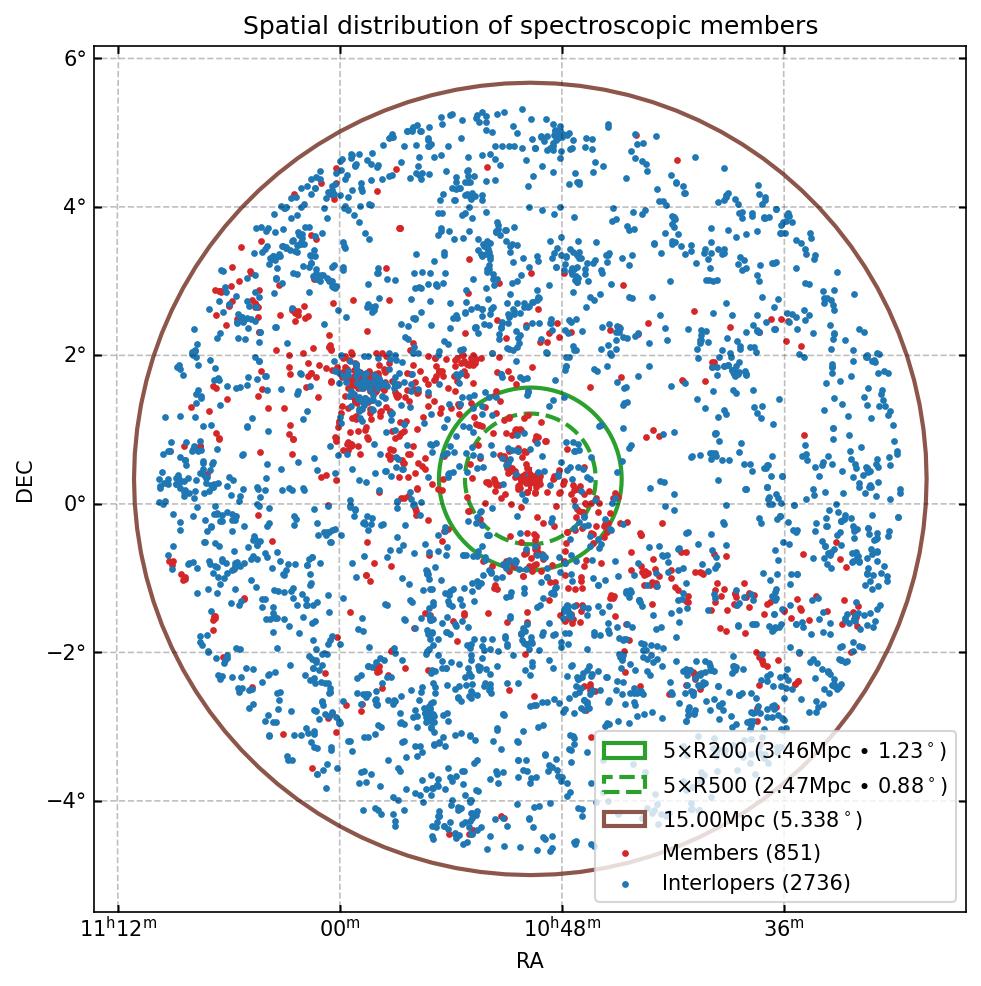 Spatial distribution of spectroscopic members
6°
4°
2°
0°
−2°
−4°
DEC
5×R200 (3.46Mpc • 1.23°)
5×R500 (2.47Mpc • 0.88°)
15.00Mpc (5.338°)
Members (851)
Interlopers (2736)
11ʰ12ᵐ 00ᵐ 10ʰ48ᵐ 36ᵐ
RA